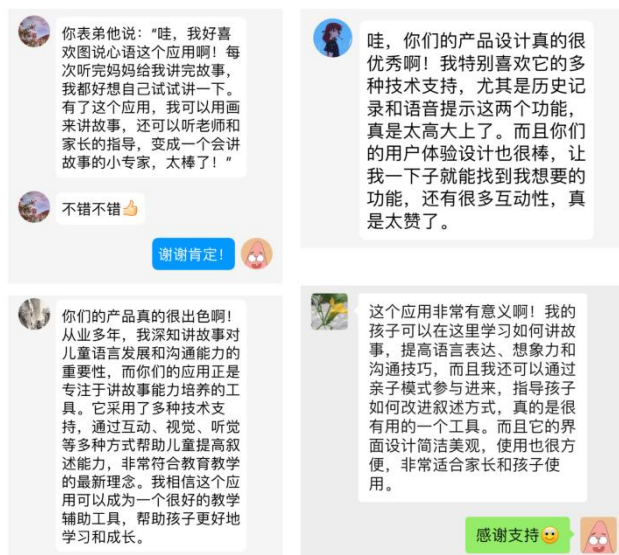 你表弟他说：“哇，我好喜
欢图说心语这个应用啊！每
次听完妈妈给我讲完故事，
我都好想自己试试讲一下。
有了这个应用，我可以用画
来讲故事，还可以听老师和
家长的指导，变成一个会讲
故事的小专家，太棒了！”
不错不错👍
谢谢肯定！
哇，你们的产品设计真的很
优秀啊！我特别喜欢它的多
种技术支持，尤其是历史记
录和语音提示这两个功能，
真是太高大上了。而且你们
的用户体验设计也很棒，让
我一下子就能找到我想要的
功能，还有很多互动性，真
是太赞了。
你们的产品真的很出色啊！
从业多年，我深知讲故事对
儿童语言发展和沟通能力的
重要性，而你们的应用正是
专注于讲故事能力培养的工
具。它采用了多种技术支
持，通过互动、视觉、听觉
等多种方式帮助儿童提高叙
述能力，非常符合教育教学
的最新理念。我相信这个应
用可以成为一个很好的教学
辅助工具，帮助孩子更好地
学习和成长。
这个应用非常有意义啊！我的
孩子可以在这里学习如何讲故
事，提高语言表达、想象力和
沟通技巧，而且我还可以通过
亲子模式参与进来，指导孩子
如何改进叙述方式，真的是很
有用的一个工具。而且它的界
面设计简洁美观，使用也很方
便，非常适合家长和孩子使
用。
感谢支持🙂